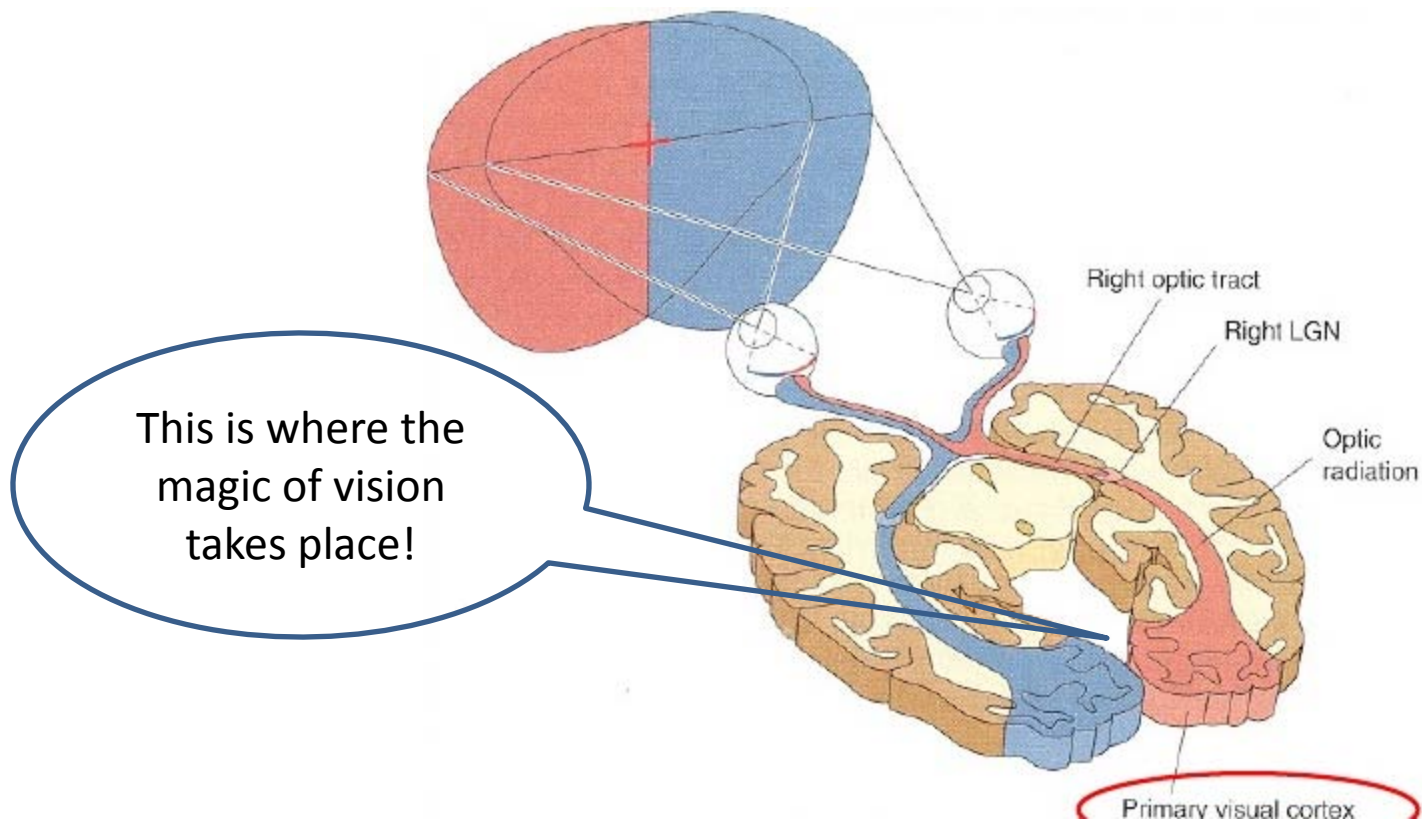 Right optic tract
Right LGN
Optic
radiation
This is where the
magic of vision
takes place!
Primary visual cortex